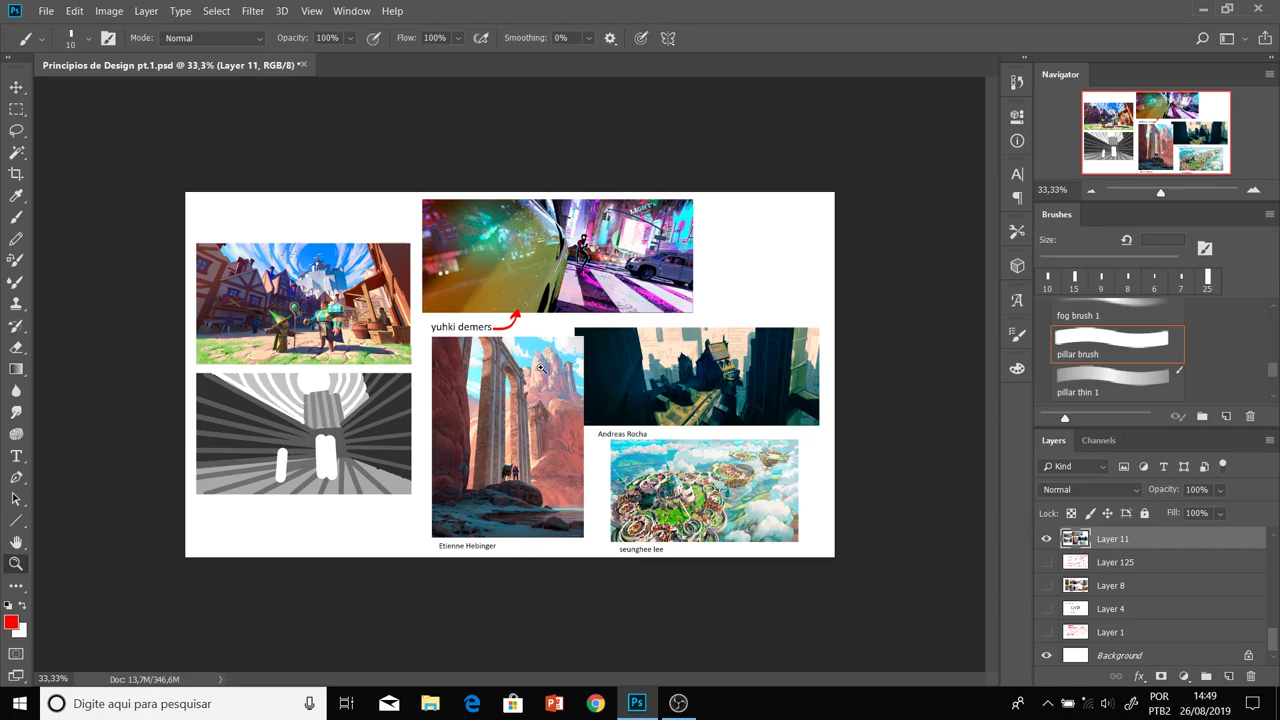 Ps File Edit Image Layer Type Select Filter 3D View Window Help
10 Mode: Normal Opacity: 100% Flow: 100% Smoothing: 0%
Principios de Design pt.1.psd @ 33,3% (Layer 11, RGB/8) *
Navigator
33,33%
Brushes
Size:
10 15 9 8 6 7 25
fog brush 1
pillar brush
pillar thin 1
Layers Channels
Kind
Normal Opacity: 100%
Lock: Fill: 100%
Layer 11
Layer 125
Layer 8
Layer 4
Layer 1
Background
LIGHT
yuhki demers
Andreas Rocha
Etienne Hebinger
seunghee lee
33,33% Doc: 13,7M/346,6M
Digite aqui para pesquisar
POR
PTB2
14:49
26/08/2019